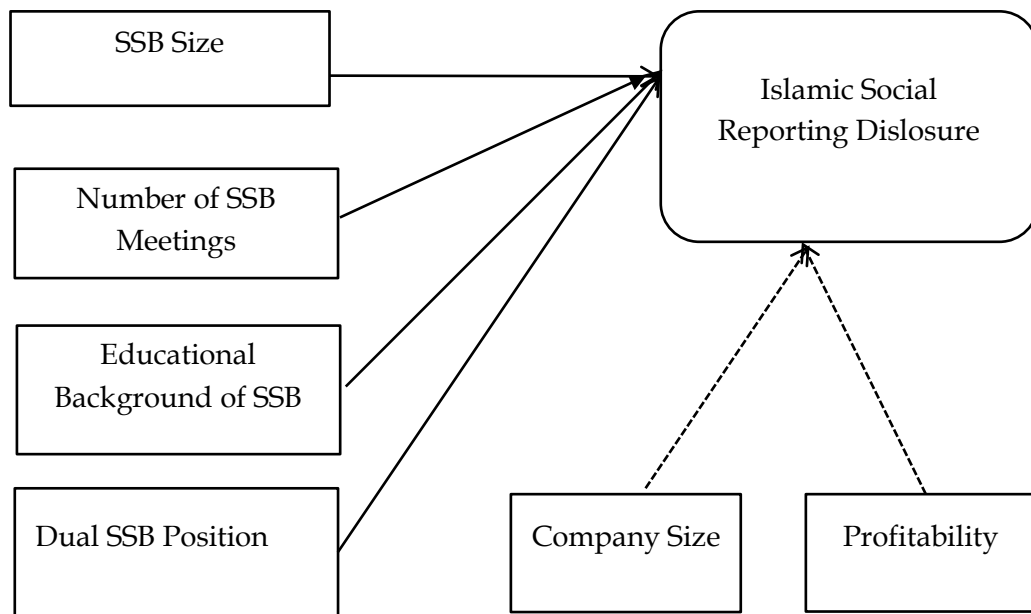 SSB Size
Islamic Social
Reporting Dislosure
Number of SSB
Meetings
Educational
Background of SSB
Dual SSB Position
Company Size
Profitability